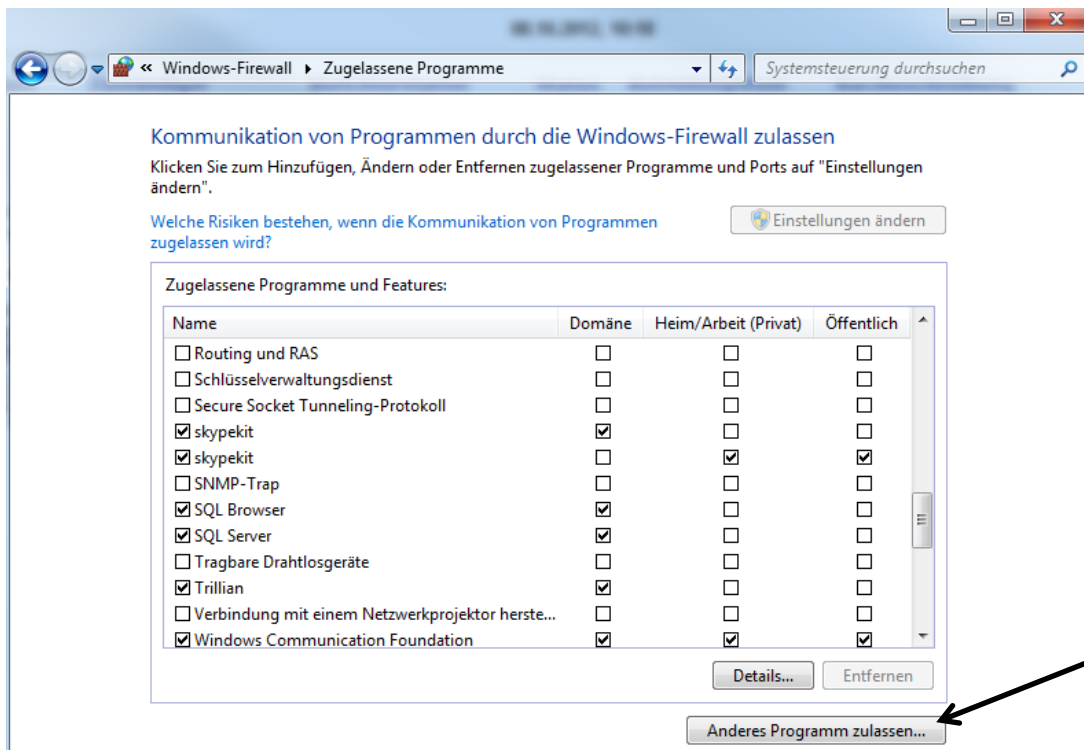 « Windows-Firewall Zugelassene Programme
Systemsteuerung durchsuchen
Kommunikation von Programmen durch die Windows-Firewall zulassen
Klicken Sie zum Hinzufügen, Ändern oder Entfernen zugelassener Programme und Ports auf "Einstellungen
ändern".
Welche Risiken bestehen, wenn die Kommunikation von Programmen
zugelassen wird?
Einstellungen ändern
Zugelassene Programme und Features:
Name Domäne Heim/Arbeit (Privat) Öffentlich
Routing und RAS
Schlüsselverwaltungsdienst
Secure Socket Tunneling-Protokoll
skypekit
skypekit
SNMP-Trap
SQL Browser
SQL Server
Tragbare Drahtlosgeräte
Trillian
Verbindung mit einem Netzwerkprojektor herste...
Windows Communication Foundation
Details... Entfernen
Anderes Programm zulassen...